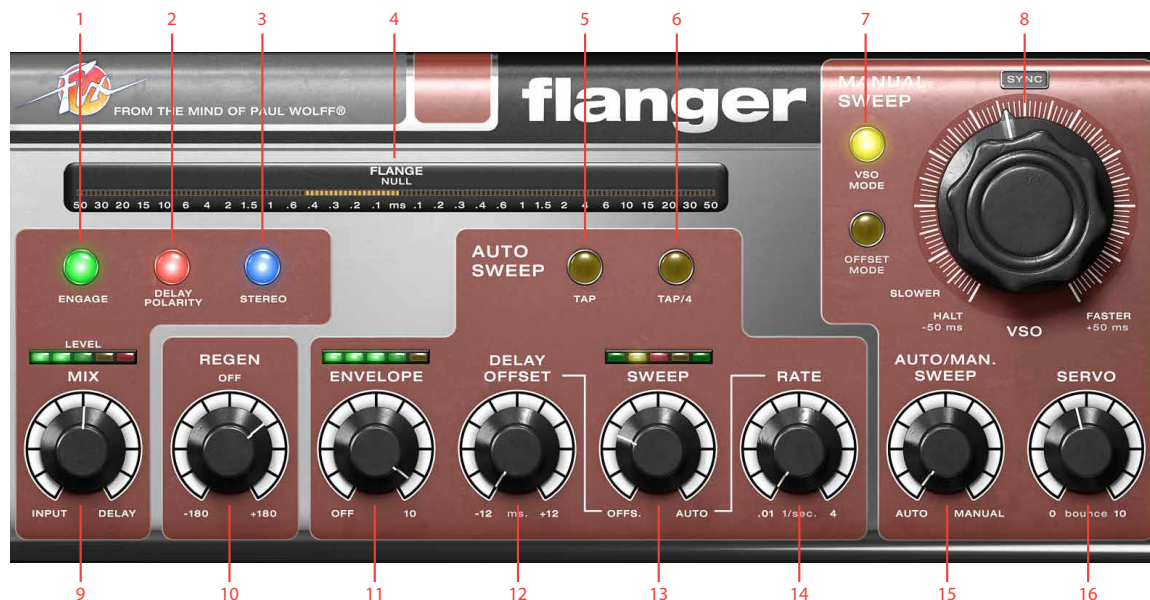 1 2 3 4 5 6 7 8
Fix
FROM THE MIND OF PAUL WOLFF®
flanger
SYNC
MANUAL
SWEEP
VSO
MODE
OFFSET
MODE
SLOWER
HALT
-50 ms
VSO
FASTER
+50 ms
FLANGE
NULL
50 30 20 15 10 6 4 2 1.5 1 .6 .4 .3 .2 .1 ms .1 .2 .3 .4 .6 1 1.5 2 4 6 10 15 20 30 50
ENGAGE
DELAY
POLARITY
STEREO
AUTO
SWEEP
TAP
TAP/4
LEVEL
MIX
INPUT DELAY
REGEN
OFF
-180 +180
ENVELOPE
OFF 10
DELAY
OFFSET
-12 ms. +12
SWEEP
OFFS. AUTO
RATE
.01 1/sec. 4
AUTO/MAN.
SWEEP
AUTO MANUAL
SERVO
0 bounce 10
9 10 11 12 13 14 15 16